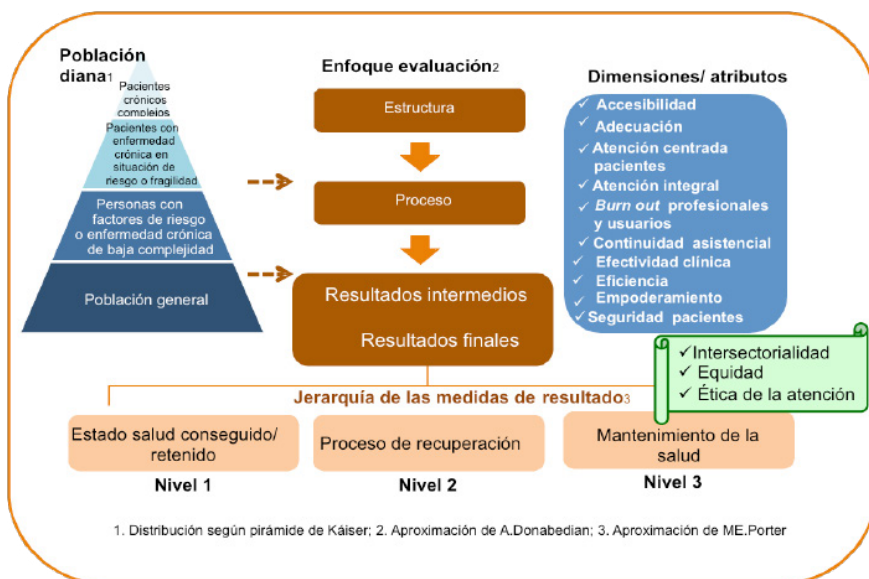 Población
diana1
Pacientes
crónicos
complejos
Pacientes con
enfermedad
crónica en
situación de
riesgo o fragilidad
Personas con
factores de riesgo
o enfermedad crónica
de baja complejidad
Población general
Enfoque evaluación2
Estructura
Proceso
Resultados intermedios
Resultados finales
Dimensiones/ atributos
✓ Accesibilidad
✓ Adecuación
✓ Atención centrada
pacientes
✓ Atención integral
✓ Burn out profesionales
y usuarios
✓ Continuidad asistencial
✓ Efectividad clínica
✓ Eficiencia
✓ Empoderamiento
✓ Seguridad pacientes
✓ Intersectorialidad
✓ Equidad
✓ Ética de la atención
Jerarquía de las medidas de resultado3
Estado salud conseguido/
retenido
Nivel 1
Proceso de recuperación
Nivel 2
Mantenimiento de la
salud
Nivel 3
1. Distribución según pirámide de Káiser; 2. Aproximación de A.Donabedian; 3. Aproximación de ME.Porter